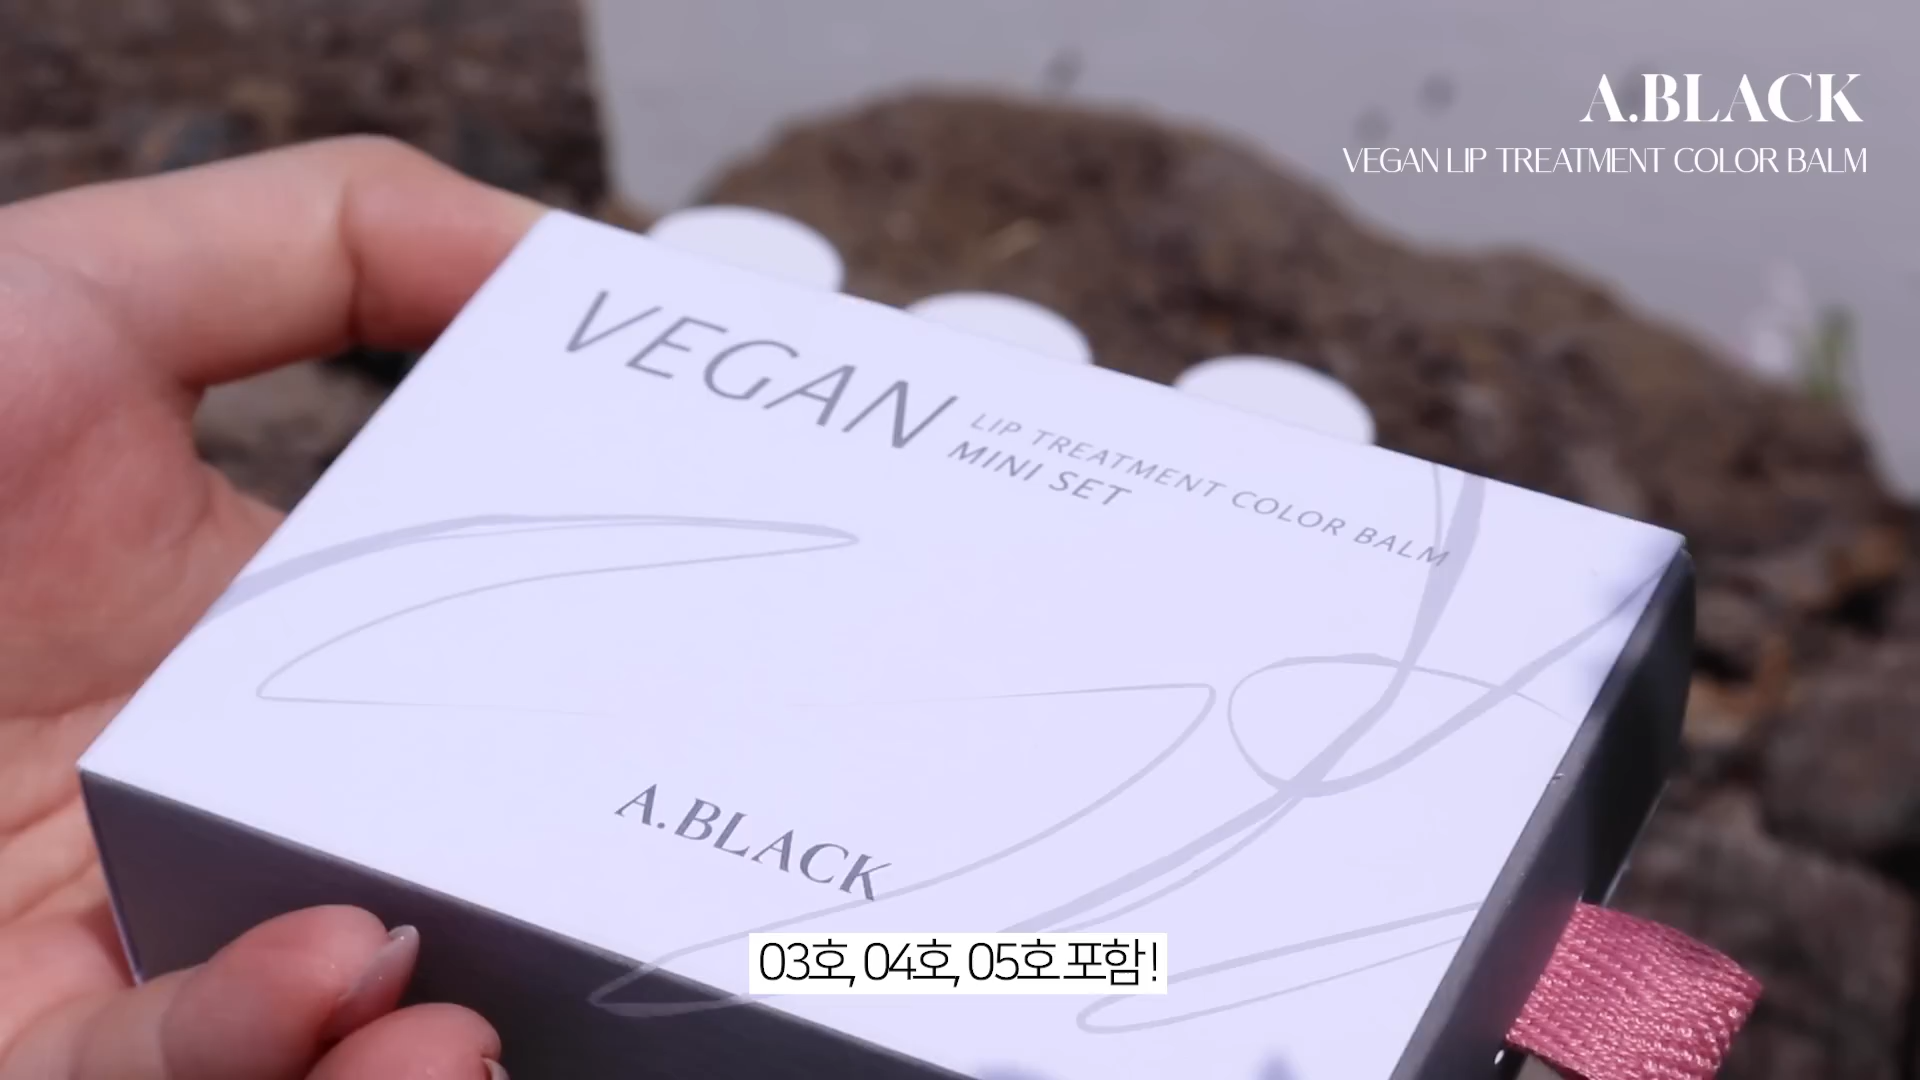 A.BLACK
VEGAN LIP TREATMENT COLOR BALM
VEGAN LIP TREATMENT COLOR BALM
MINI SET
A.BLACK
03호, 04호, 05호 포함!